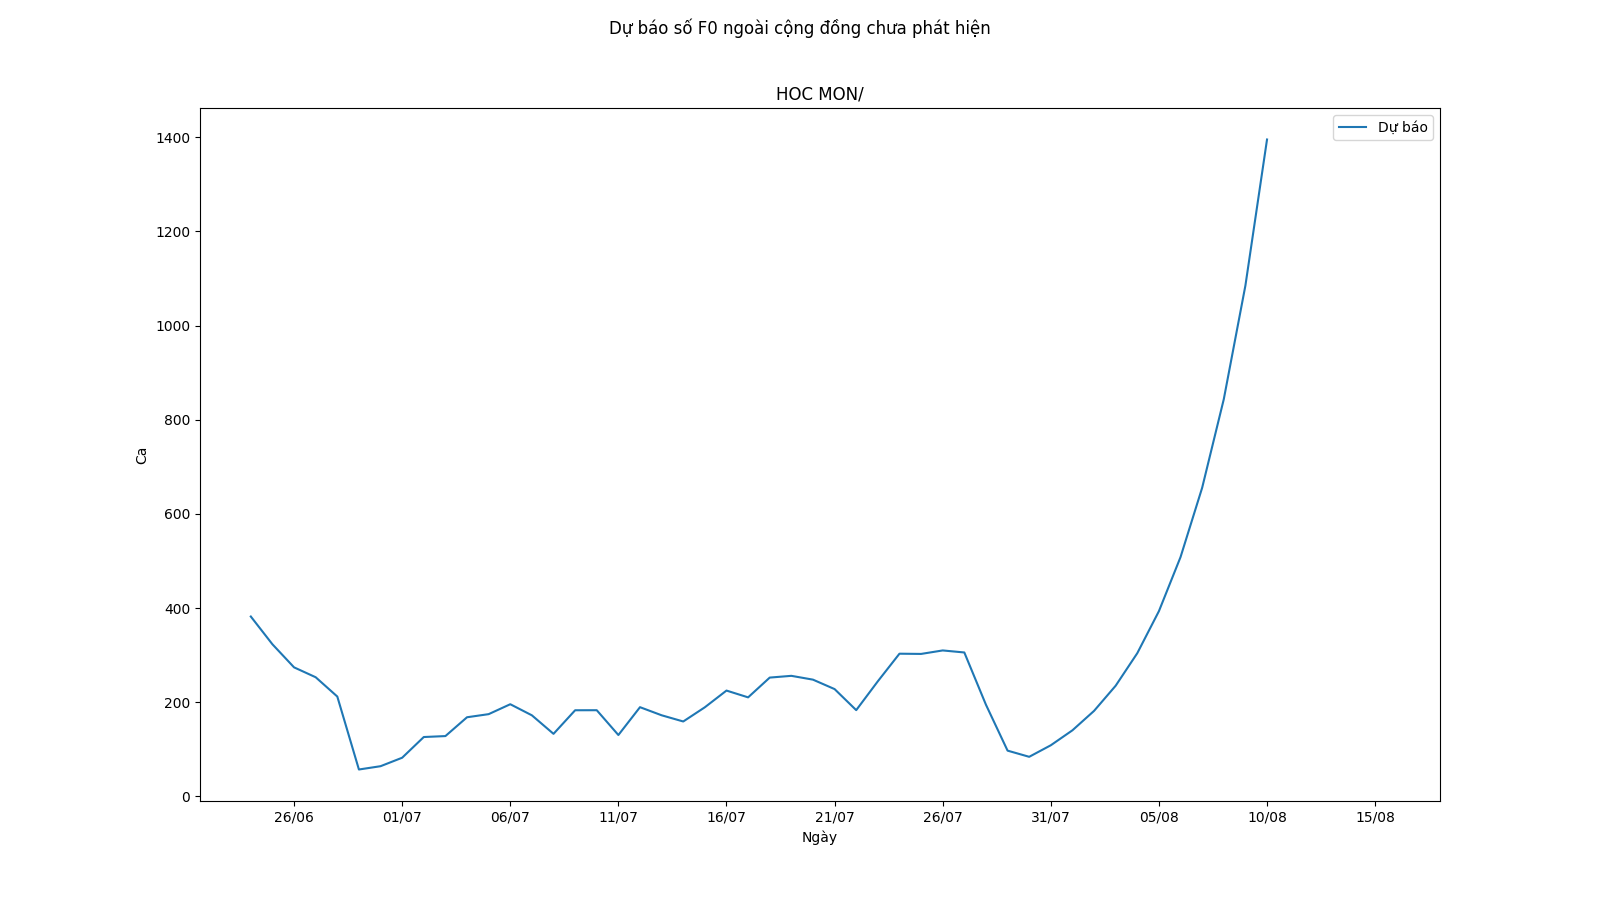 Dự báo số F0 ngoài cộng đồng chưa phát hiện
HOC MON/
Dự báo
1400
1200
1000
800
600
400
200
0
Ca
26/06 01/07 06/07 11/07 16/07 21/07 26/07 31/07 05/08 10/08 15/08
Ngày